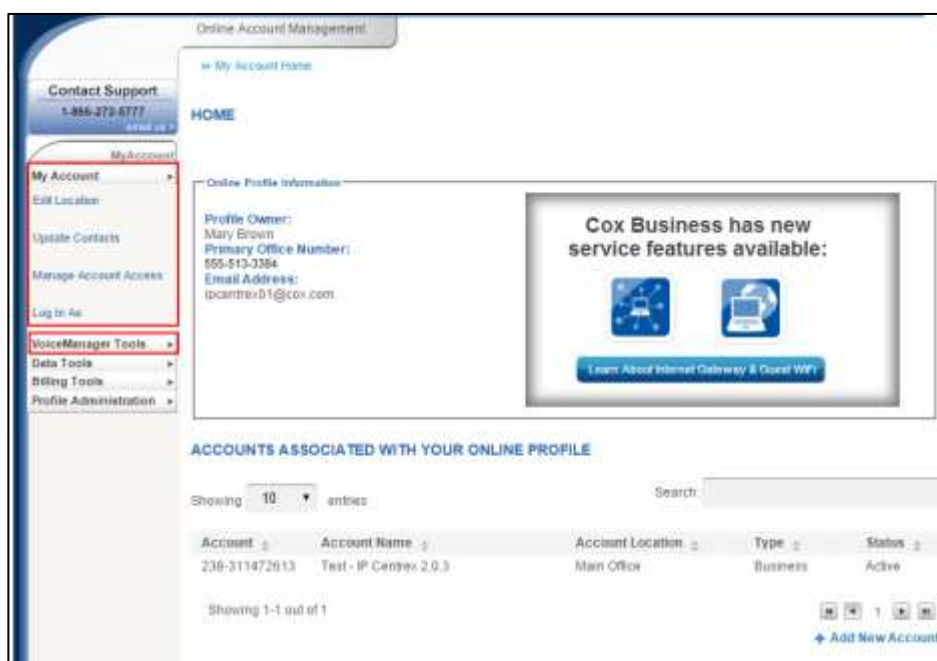 Online Account Management
My Account Home
Contact Support
1-866-272-5777
email us
HOME
MyAccount
My Account
Edit Location
Update Contacts
Manage Account Access
Log In As
VoiceManager Tools
Data Tools
Billing Tools
Profile Administration
Online Profile Information
Profile Owner:
Mary Brown
Primary Office Number:
555-513-3384
Email Address:
ipcentrex01@cox.com
Cox Business has new
service features available:
Learn About Internet Gateway & Guest WiFi
ACCOUNTS ASSOCIATED WITH YOUR ONLINE PROFILE
Showing 10 entries
Search:
Account Account Name Account Location Type Status
238-311472613 Test - IP Centrex 2.0.3 Main Office Business Active
Showing 1-1 out of 1
1
+ Add New Account